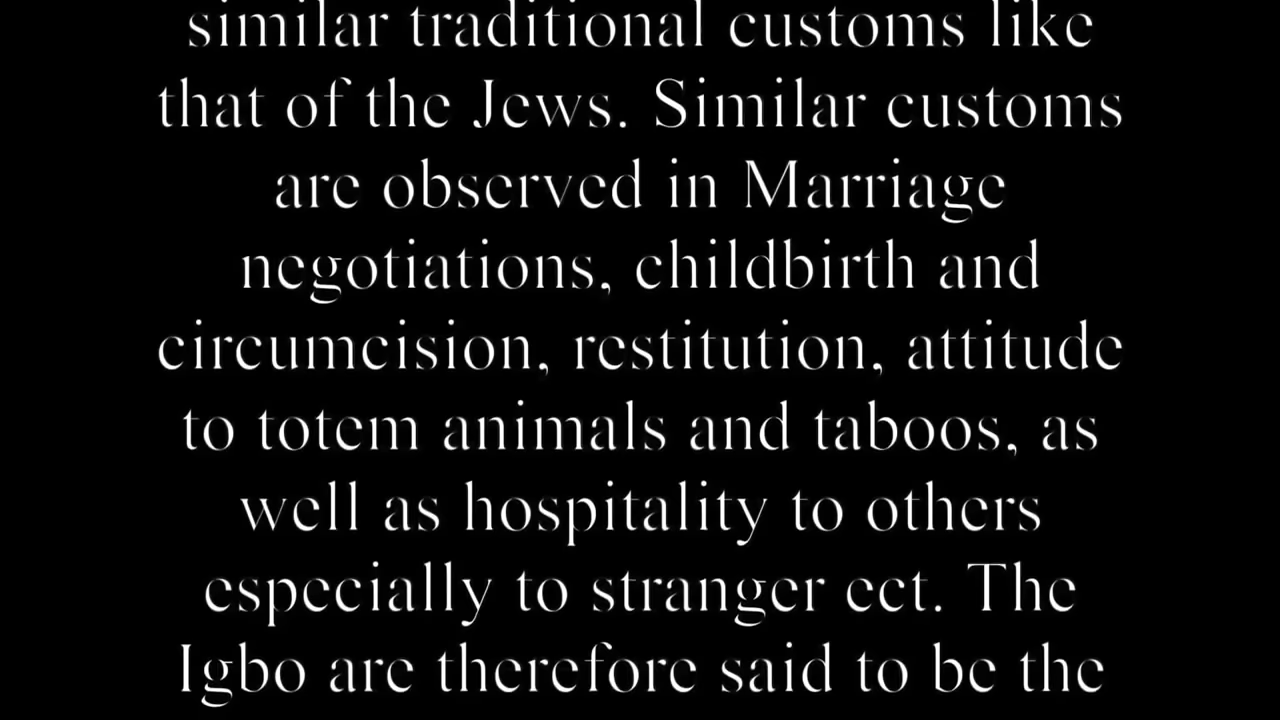 similar traditional customs like
that of the Jews. Similar customs
are observed in Marriage
negotiations, childbirth and
circumcision, restitution, attitude
to totem animals and taboos, as
well as hospitality to others
especially to stranger ect. The
Igbo are therefore said to be the